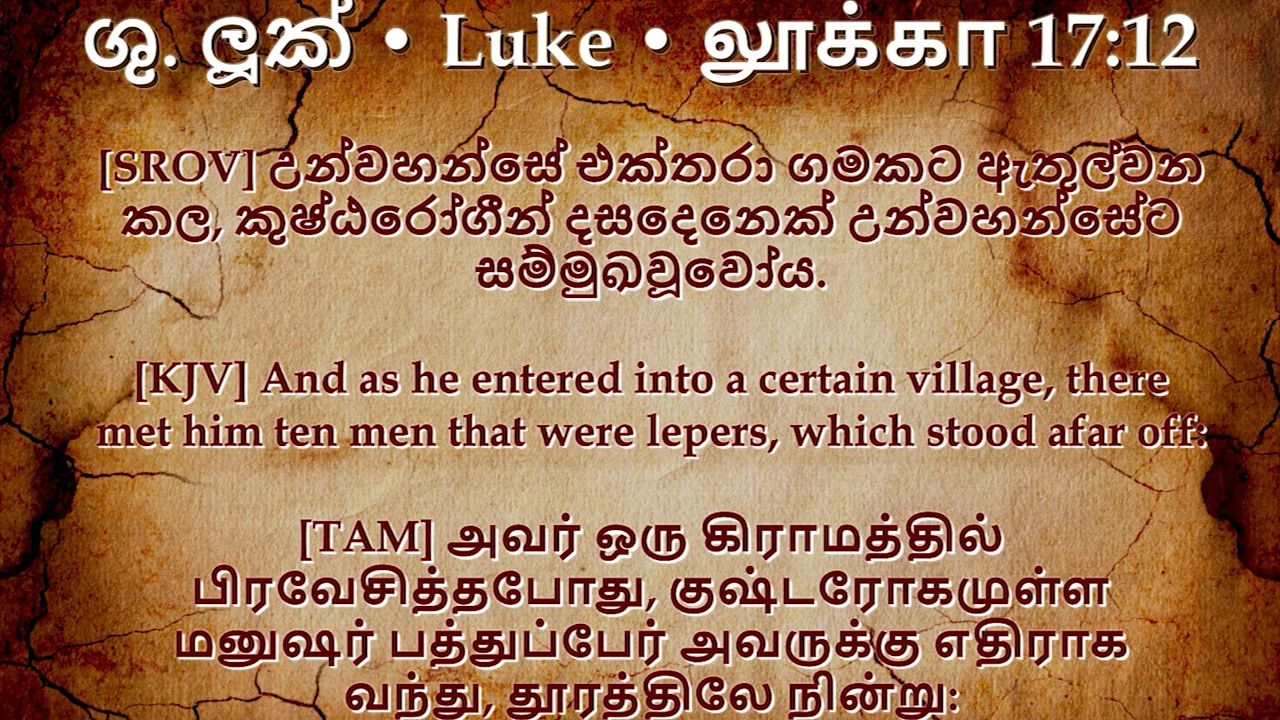 ශු. ලූක් • Luke • லூக்கா 17:12
[SROV] උන්වහන්සේ එක්තරා ගමකට ඇතුල්වන
කල, කුෂ්ඨරෝගීන් දසදෙනෙක් උන්වහන්සේට
සම්මුඛවූවෝය.
[KJV] And as he entered into a certain village, there
met him ten men that were lepers, which stood afar off:
[TAM] அவர் ஒரு கிராமத்தில்
பிரவேசித்தபோது, குஷ்டரோகமுள்ள
மனுஷர் பத்துப்பேர் அவருக்கு எதிராக
வந்து, தூரத்திலே நின்று: